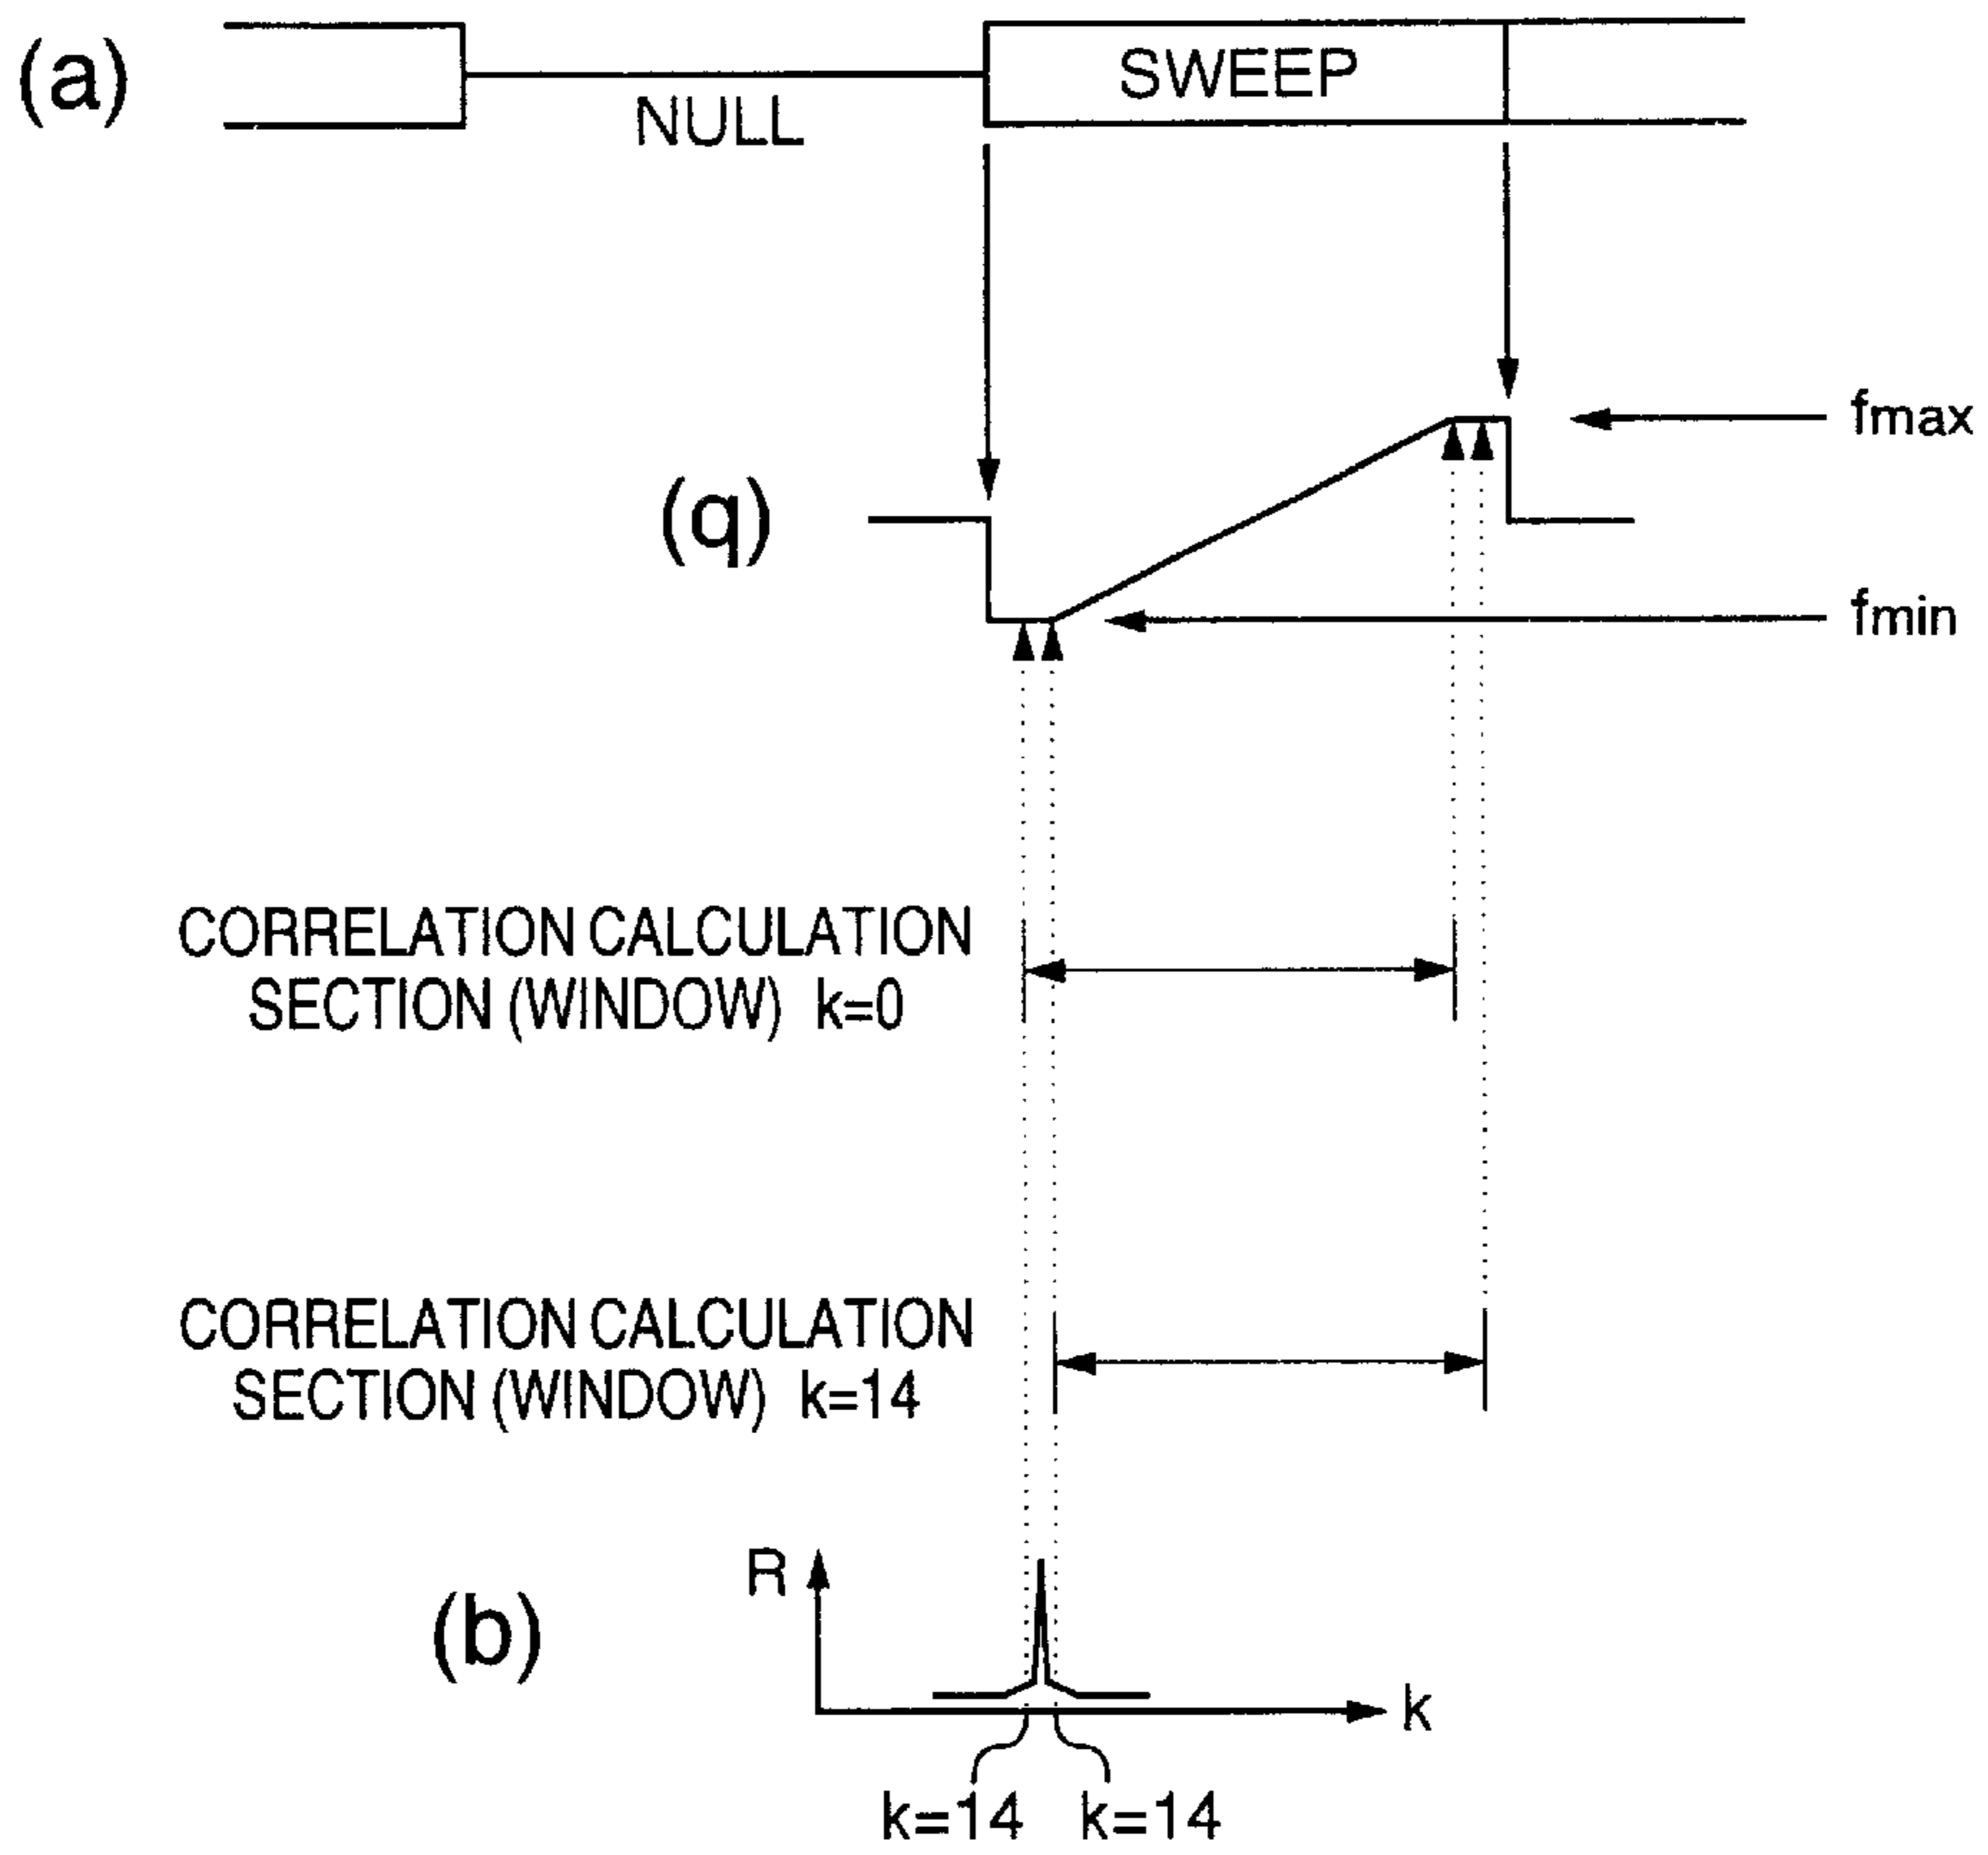 (a)
SWEEP
NULL
fmax
(q)
fmin
CORRELATION CALCULATION
SECTION (WINDOW) k=0
CORRELATION CALCULATION
SECTION (WINDOW) k=14
R
(b)
k
k=14 k=14